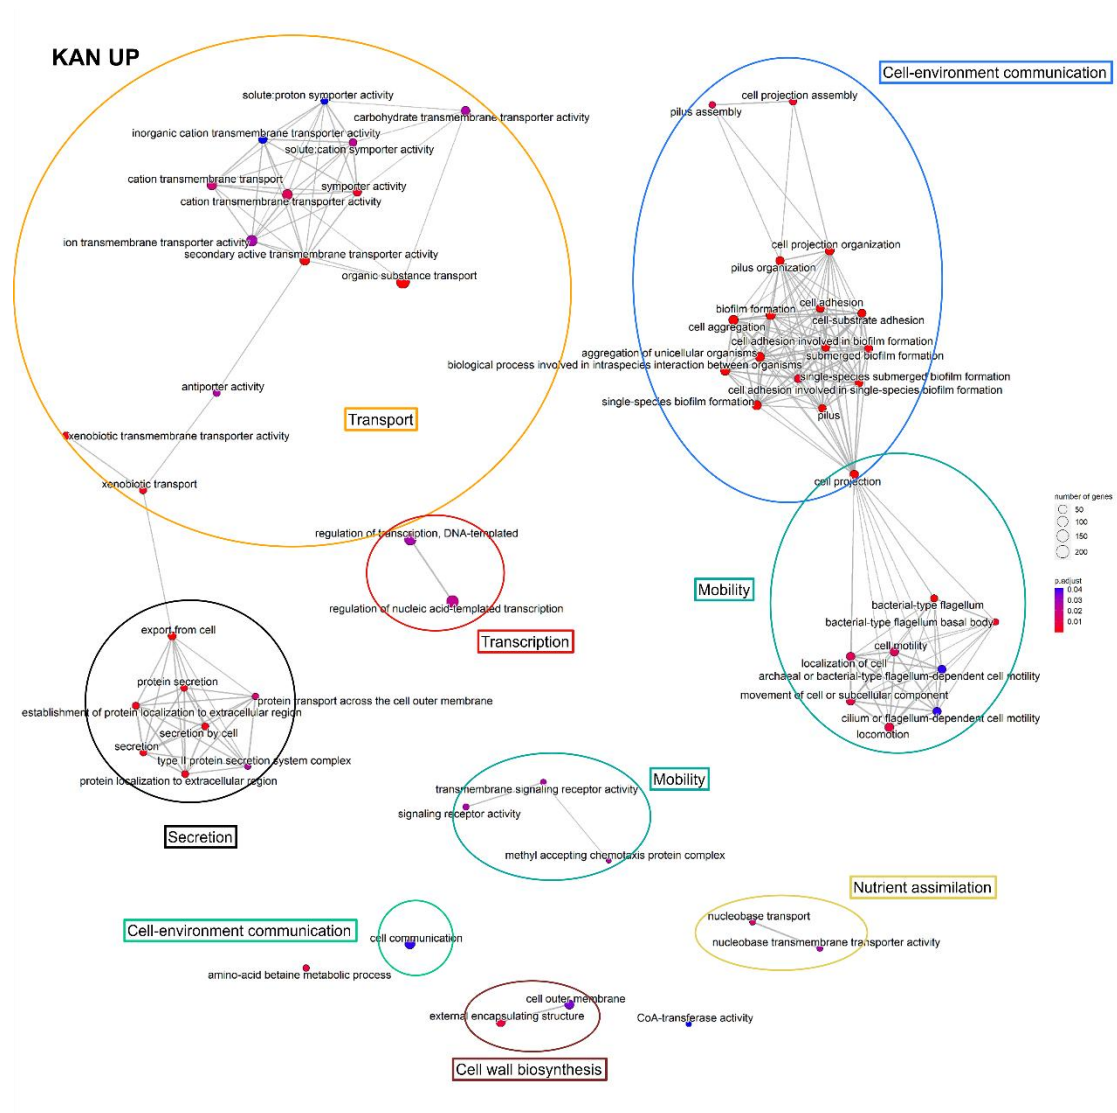 KAN UP
Cell-environment communication
solute:proton symporter activity
carbohydrate transmembrane transporter activity
inorganic cation transmembrane transporter activity
solute:cation symporter activity
cation transmembrane transport
symporter activity
cation transmembrane transporter activity
ion transmembrane transporter activity
secondary active transmembrane transporter activity
organic substance transport
antiporter activity
Transport
xenobiotic transmembrane transporter activity
xenobiotic transport
cell projection assembly
pilus assembly
cell projection organization
pilus organization
cell adhesion
biofilm formation
cell-substrate adhesion
cell aggregation
cell adhesion involved in biofilm formation
aggregation of unicellular organisms
submerged biofilm formation
biological process involved in intraspecies interaction between organisms
single-species submerged biofilm formation
cell adhesion involved in single-species biofilm formation
single-species biofilm formation
pilus
cell projection
number of genes
50
100
150
200
p.adjust
0.04
0.03
0.02
0.01
regulation of transcription, DNA-templated
regulation of nucleic acid-templated transcription
Transcription
Mobility
bacterial-type flagellum
bacterial-type flagellum basal body
cell motility
localization of cell
archaeal or bacterial-type flagellum-dependent cell motility
movement of cell or subcellular component
cilium or flagellum-dependent cell motility
locomotion
export from cell
protein secretion
protein transport across the cell outer membrane
establishment of protein localization to extracellular region
secretion by cell
secretion
type II protein secretion system complex
protein localization to extracellular region
Secretion
Mobility
transmembrane signaling receptor activity
signaling receptor activity
methyl accepting chemotaxis protein complex
Nutrient assimilation
nucleobase transport
nucleobase transmembrane transporter activity
Cell-environment communication
cell communication
amino-acid betaine metabolic process
cell outer membrane
external encapsulating structure
CoA-transferase activity
Cell wall biosynthesis